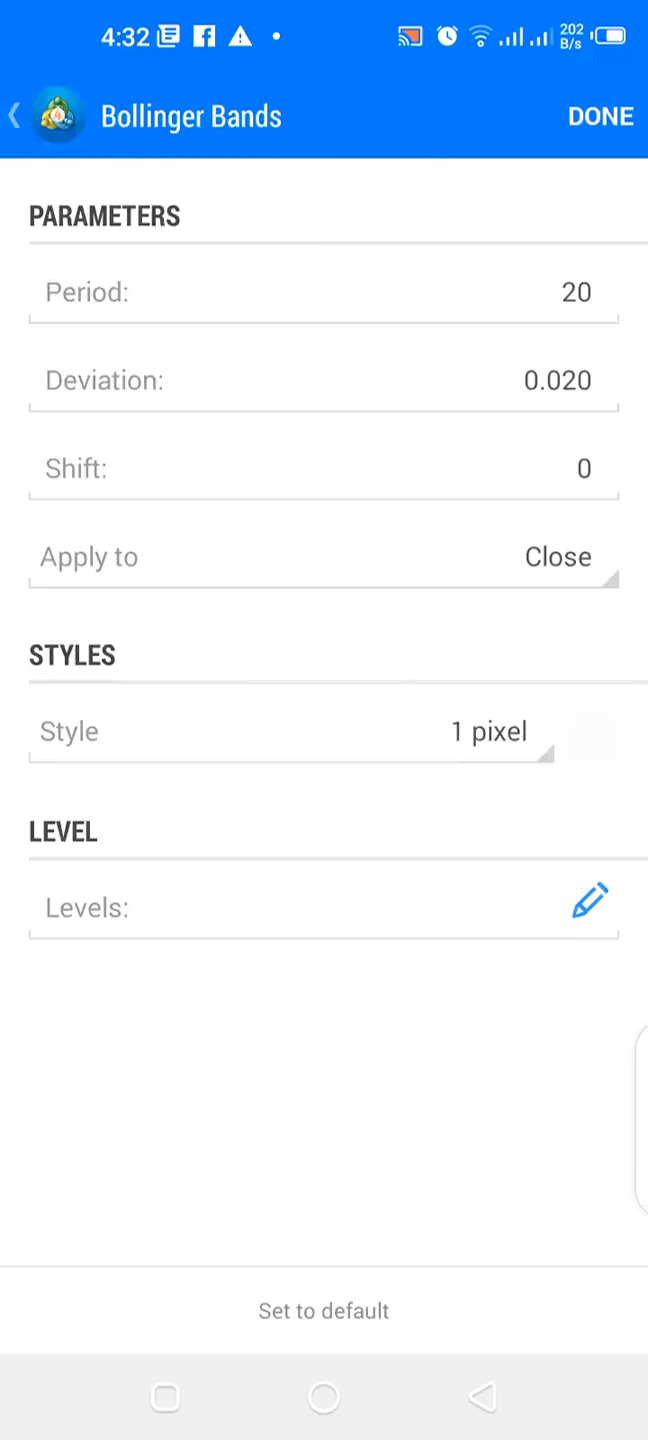 4:32
202
B/s
Bollinger Bands
DONE
PARAMETERS
Period: 20
Deviation: 0.020
Shift: 0
Apply to Close
STYLES
Style 1 pixel
LEVEL
Levels:
Set to default